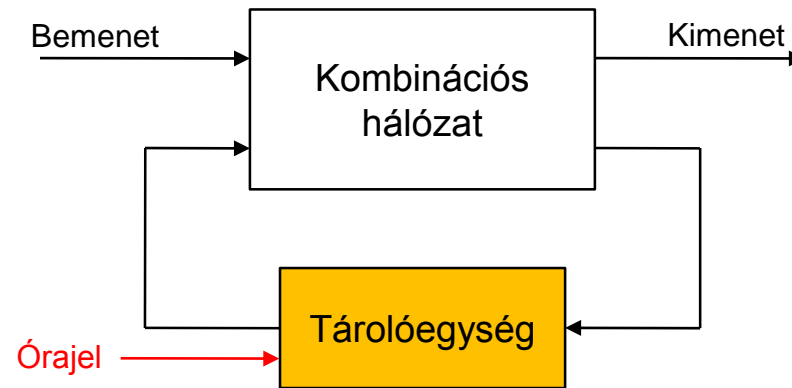 Bemenet
Kimenet
Kombinációs
hálózat
Tárolóegység
Órajel